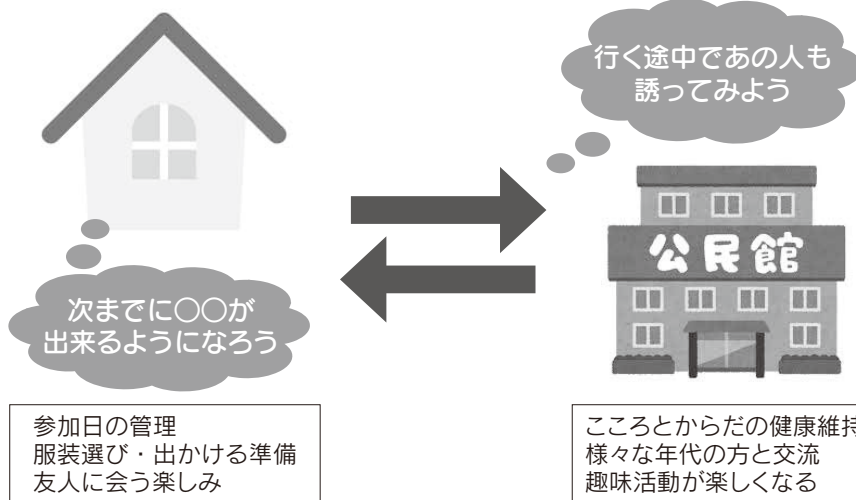 行く途中であの人も
誘ってみよう
公民館
次までに〇〇が
出来るようになろう
参加日の管理
服装選び・出かける準備
友人に会う楽しみ
こころとからだの健康維持
様々な年代の方と交流
趣味活動が楽しくなる